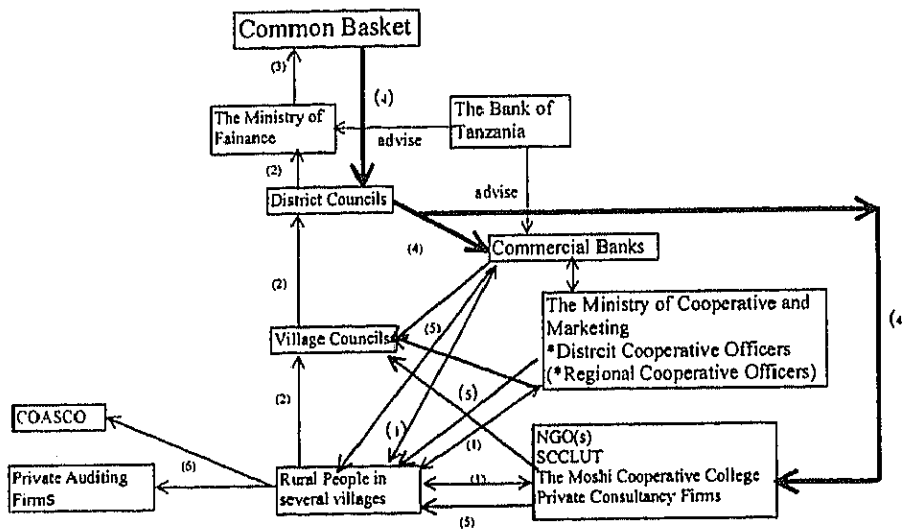 Common Basket
(3)
(4)
The Ministry of
Fainance
The Bank of
Tanzania
advise
(2)
advise
District Councils
(4)
Commercial Banks
(2)
The Ministry of Cooperative and
Marketing
*Distrcit Cooperative Officers
(*Regional Cooperative Officers)
(4
Village Councils
(5)
(5)
(2)
(1)
(1)
COASCO
NGO(s)
SCCLUT
The Moshi Cooperative College
Private Consultancy Firms
(6)
Private Auditing
Firms
Rural People in
several villages
(1)
(5)